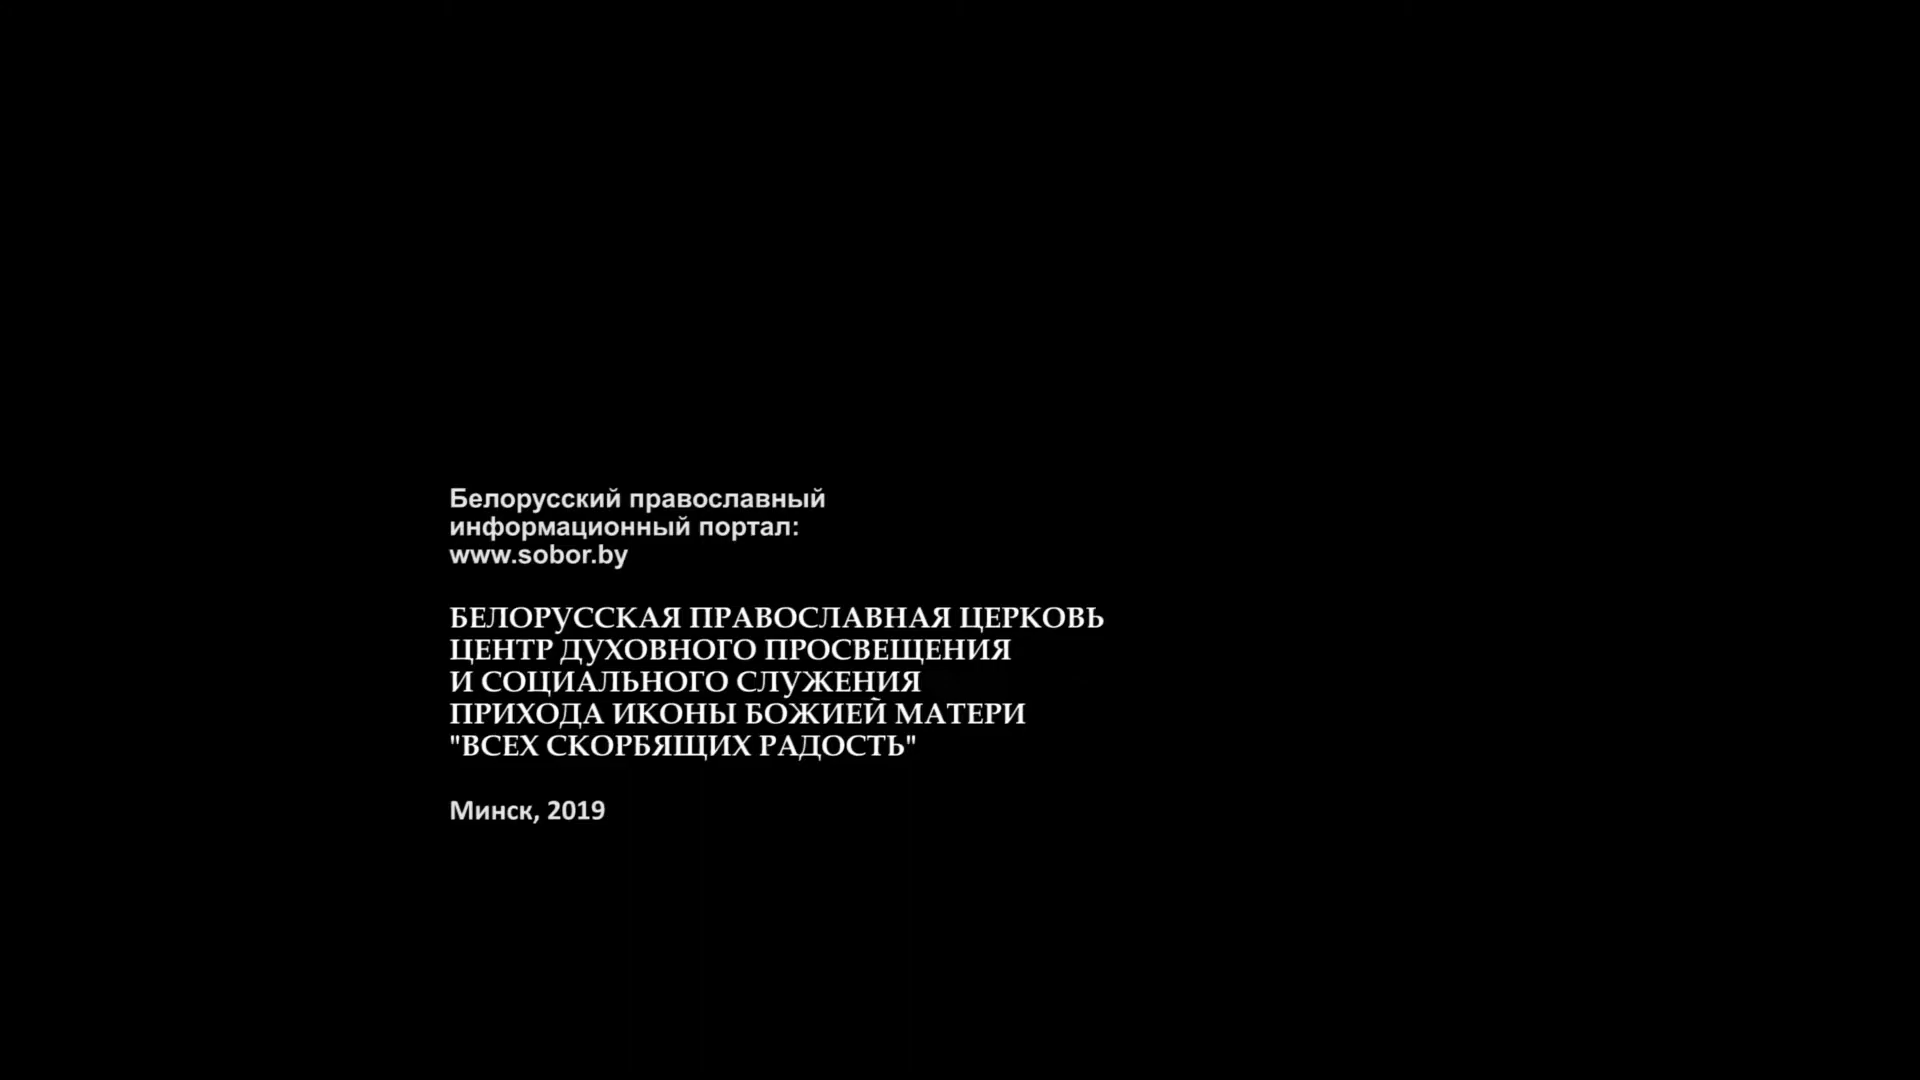 Белорусский православный
информационный портал:
www.sobor.by
БЕЛОРУССКАЯ ПРАВОСЛАВНАЯ ЦЕРКОВЬ
ЦЕНТР ДУХОВНОГО ПРОСВЕЩЕНИЯ
И СОЦИАЛЬНОГО СЛУЖЕНИЯ
ПРИХОДА ИКОНЫ БОЖИЕЙ МАТЕРИ
"ВСЕХ СКОРБЯЩИХ РАДОСТЬ"
Минск, 2019